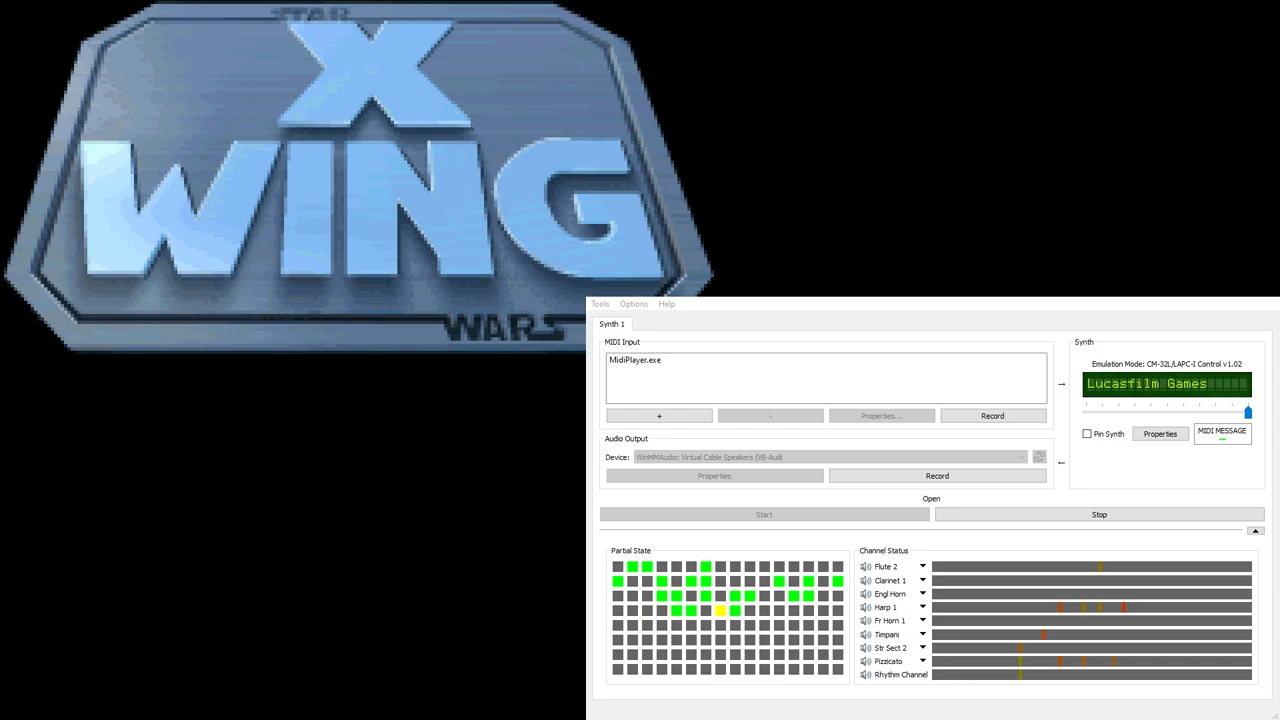 STAR
X
WING
WARS
Tools Options Help
Synth 1
MIDI Input
MidiPlayer.exe
+ - Properties... Record
Audio Output
Device: WinMMAudio: Virtual Cable Speakers (VB-Audi
Properties Record
Synth
Emulation Mode: CM-32L/LAPC-I Control v1.02
Lucasfilm Games
Pin Synth Properties MIDI MESSAGE
Open
Start Stop
Partial State
Channel Status
Flute 2
Clarinet 1
Engl Horn
Harp 1
Fr Horn 1
Timpani
Str Sect 2
Pizzicato
Rhythm Channel